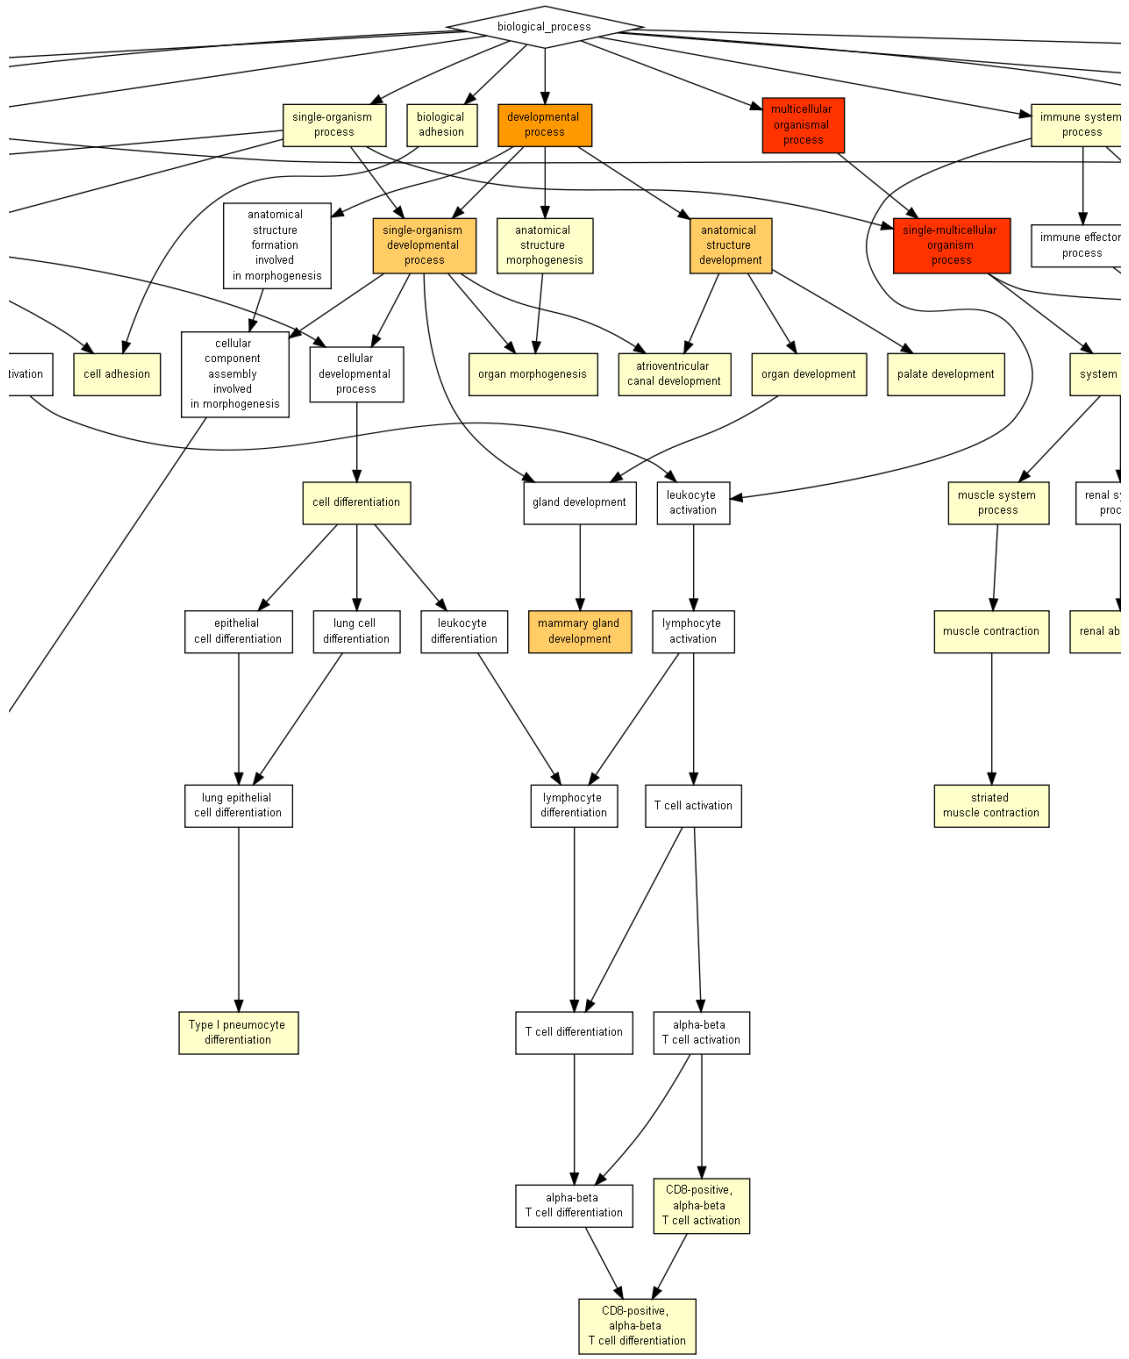 biological_process
single-organism
process
biological
adhesion
developmental
process
multicellular
organismal
process
immune system
process
anatomical
structure
formation
involved
in morphogenesis
single-organism
developmental
process
anatomical
structure
morphogenesis
anatomical
structure
development
single-multicellular
organism
process
immune effector
process
tivation
cell adhesion
cellular
component
assembly
involved
in morphogenesis
cellular
developmental
process
organ morphogenesis
atrioventricular
canal development
organ development
palate development
system
cell differentiation
gland development
leukocyte
activation
muscle system
process
renal sy
proc
epithelial
cell differentiation
lung cell
differentiation
leukocyte
differentiation
mammary gland
development
lymphocyte
activation
muscle contraction
renal ab
lung epithelial
cell differentiation
lymphocyte
differentiation
T cell activation
striated
muscle contraction
Type I pneumocyte
differentiation
T cell differentiation
alpha-beta
T cell activation
alpha-beta
T cell differentiation
CD8-positive,
alpha-beta
T cell activation
CD8-positive,
alpha-beta
T cell differentiation